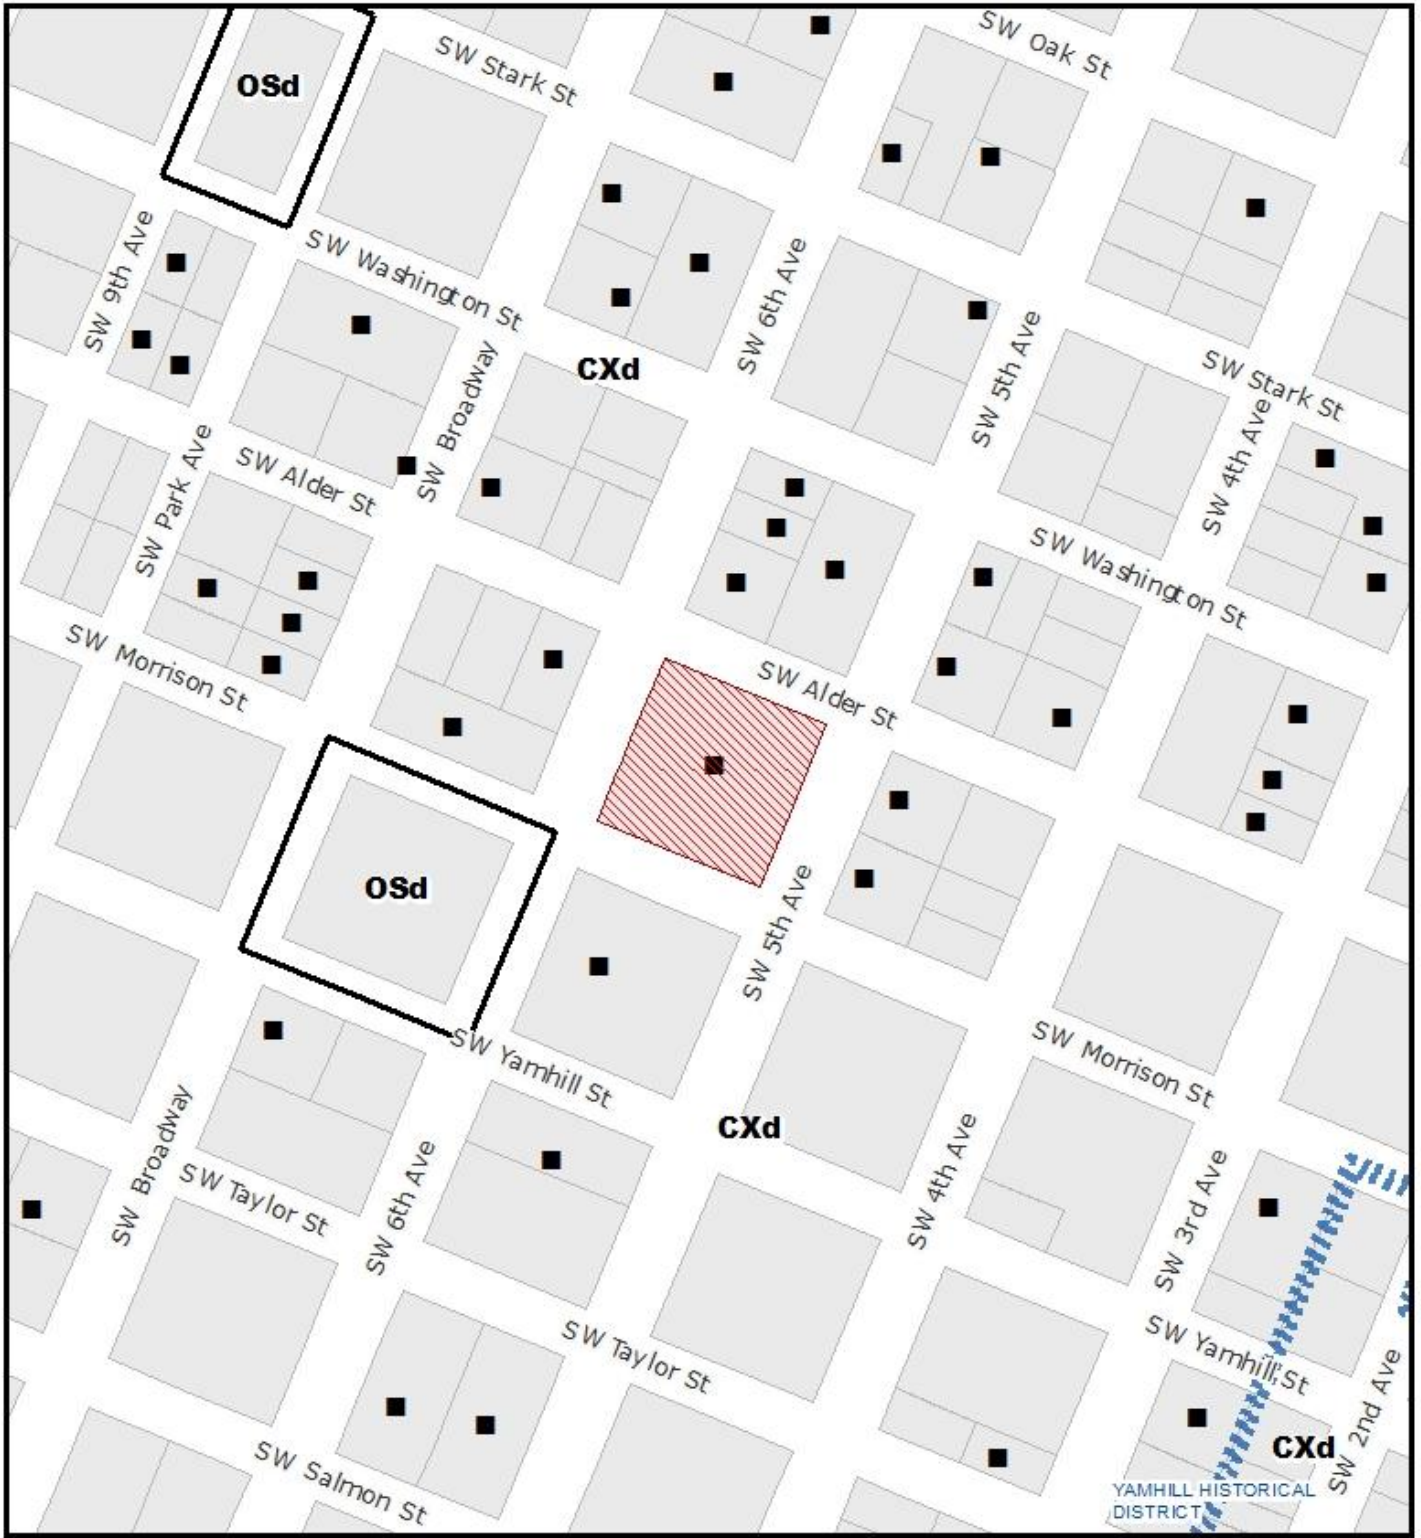 SW Oak St
SW Stark St
OSd
SW 9th Ave
SW Washington St
SW 6th Ave
SW 5th Ave
CXd
SW Broadway
SW Stark St
SW 4th Ave
SW Park Ave
SW Alder St
SW Washington St
SW Morrison St
SW Alder St
OSd
SW 5th Ave
SW Yamhill St
SW Morrison St
CXd
SW Broadway
SW Taylor St
SW 6th Ave
SW 4th Ave
SW 3rd Ave
SW Taylor St
SW Yamhill St
SW 2nd Ave
CXd
SW Salmon St
YAMHILL HISTORICAL
DISTRICT